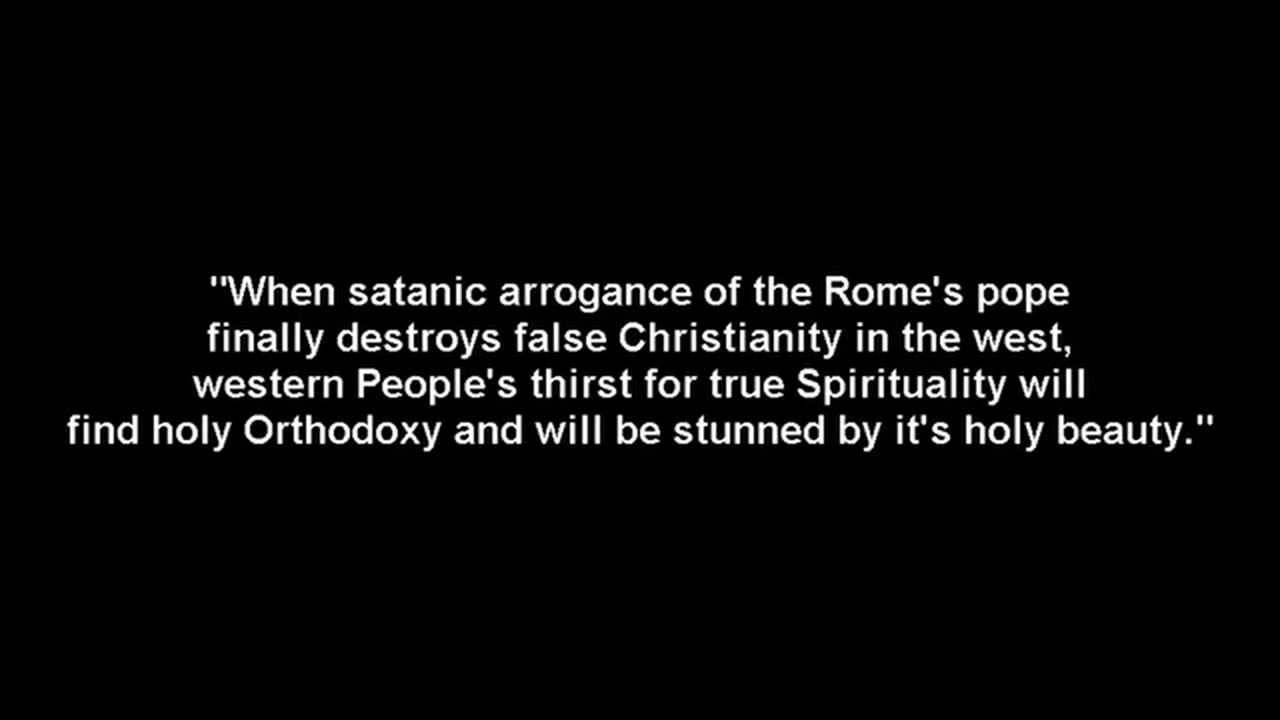 "When satanic arrogance of the Rome's pope
finally destroys false Christianity in the west,
western People's thirst for true Spirituality will
find holy Orthodoxy and will be stunned by it's holy beauty."